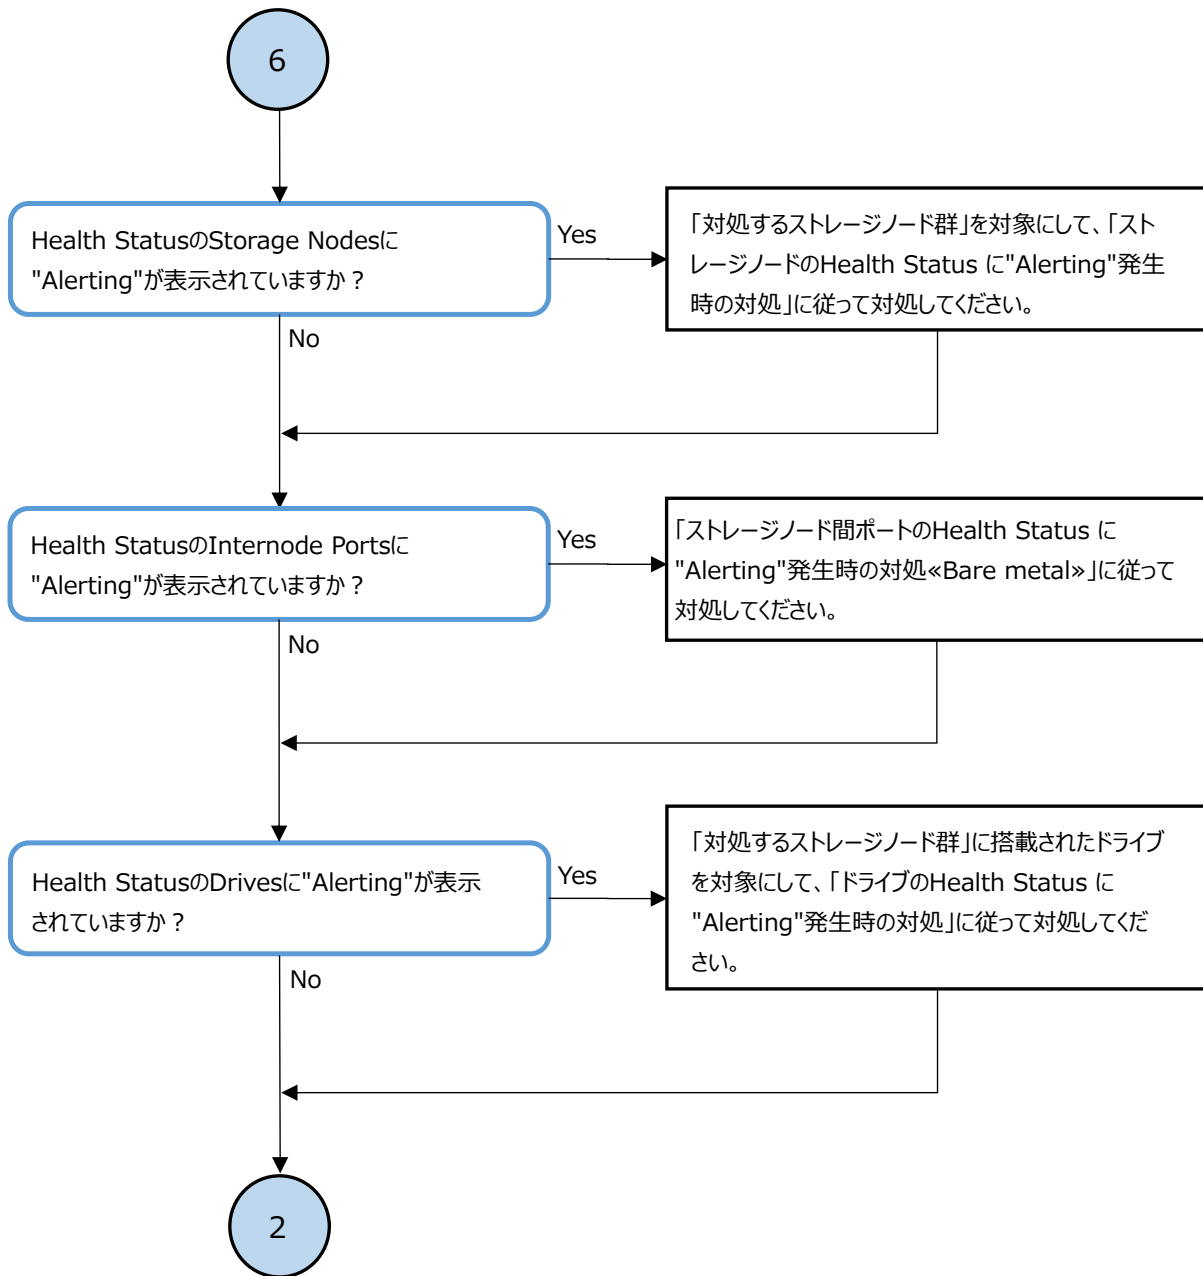 6
Health StatusのStorage Nodesに
"Alerting"が表示されていますか？
Yes
「対処するストレージノード群」を対象にして、「スト
レージノードのHealth Status に"Alerting"発生
時の対処」に従って対処してください。
No
Health StatusのInternode Portsに
"Alerting"が表示されていますか？
Yes
「ストレージノード間ポートのHealth Status に
"Alerting"発生時の対処«Bare metal»」に従って
対処してください。
No
Health StatusのDrivesに"Alerting"が表示
されていますか？
Yes
「対処するストレージノード群」に搭載されたドライブ
を対象にして、「ドライブのHealth Status に
"Alerting"発生時の対処」に従って対処してくだ
さい。
No
2